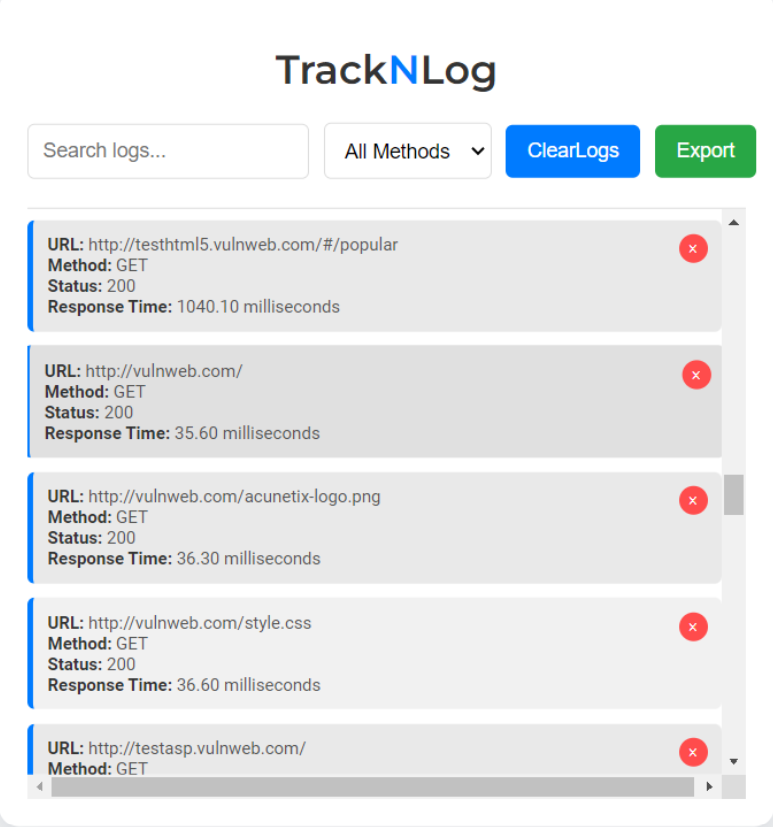 TrackNLog
Search logs... All Methods ClearLogs Export
URL: http://testhtml5.vulnweb.com/#/popular
Method: GET
Status: 200
Response Time: 1040.10 milliseconds
×
URL: http://vulnweb.com/
Method: GET
Status: 200
Response Time: 35.60 milliseconds
×
URL: http://vulnweb.com/acunetix-logo.png
Method: GET
Status: 200
Response Time: 36.30 milliseconds
×
URL: http://vulnweb.com/style.css
Method: GET
Status: 200
Response Time: 36.60 milliseconds
×
URL: http://testasp.vulnweb.com/
Method: GET
×